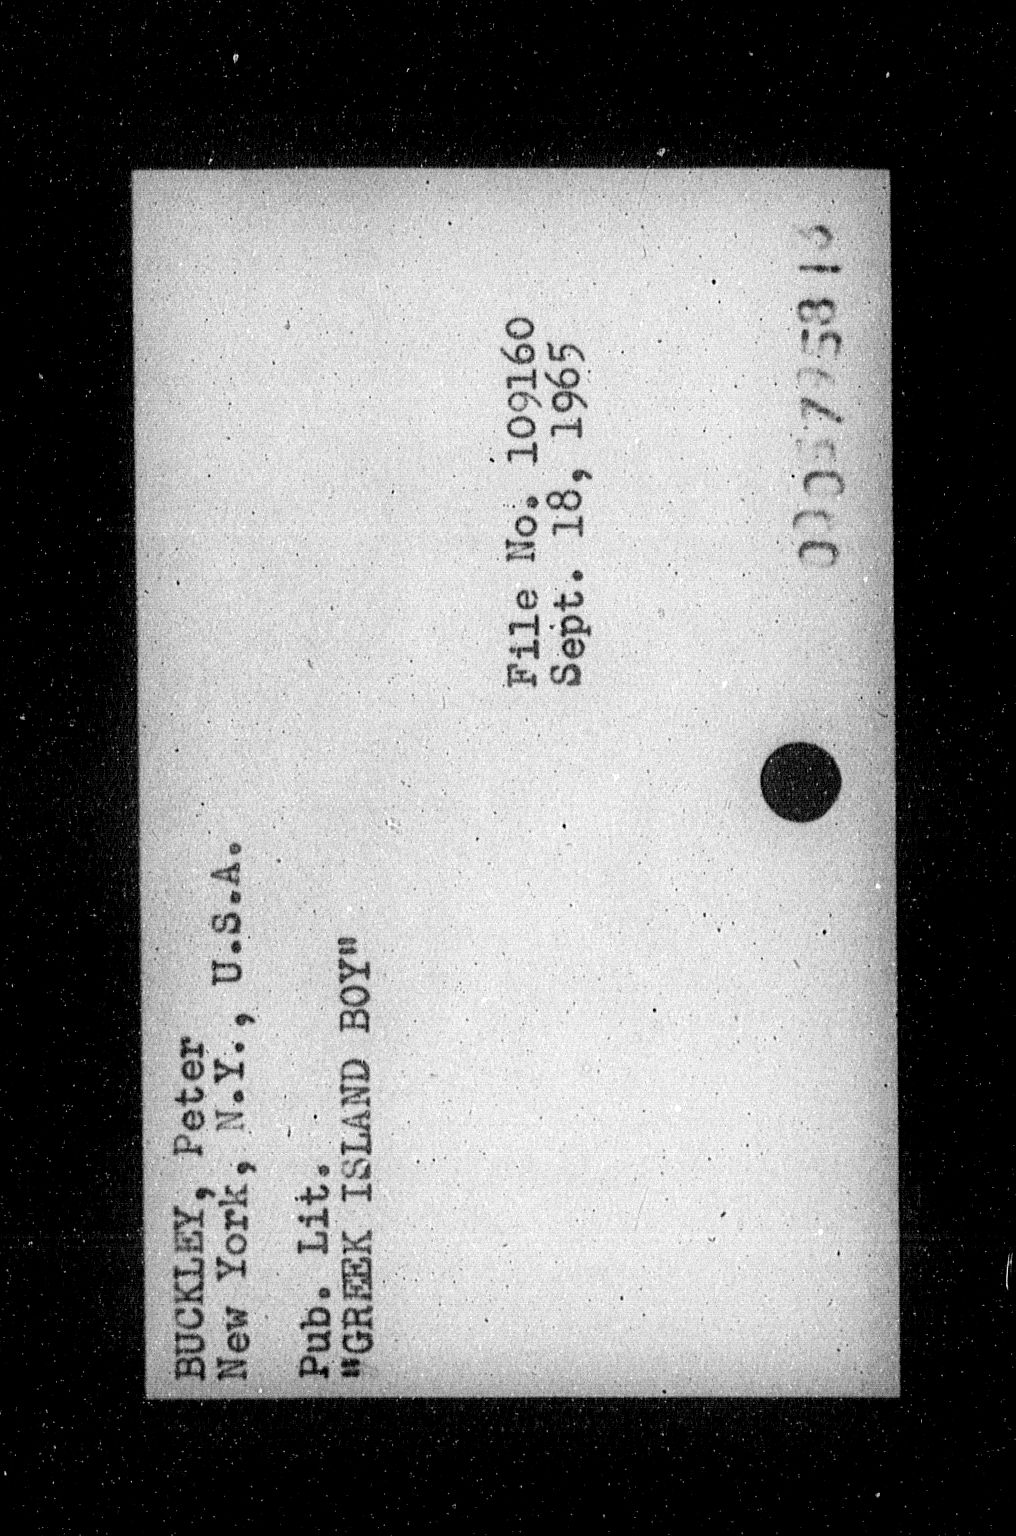 BUCKLEY, Peter
New York, N.Y., U.S.A.
Pub. Lit.
"GREEK ISLAND BOY"
File No. 109160
Sept. 18, 1965